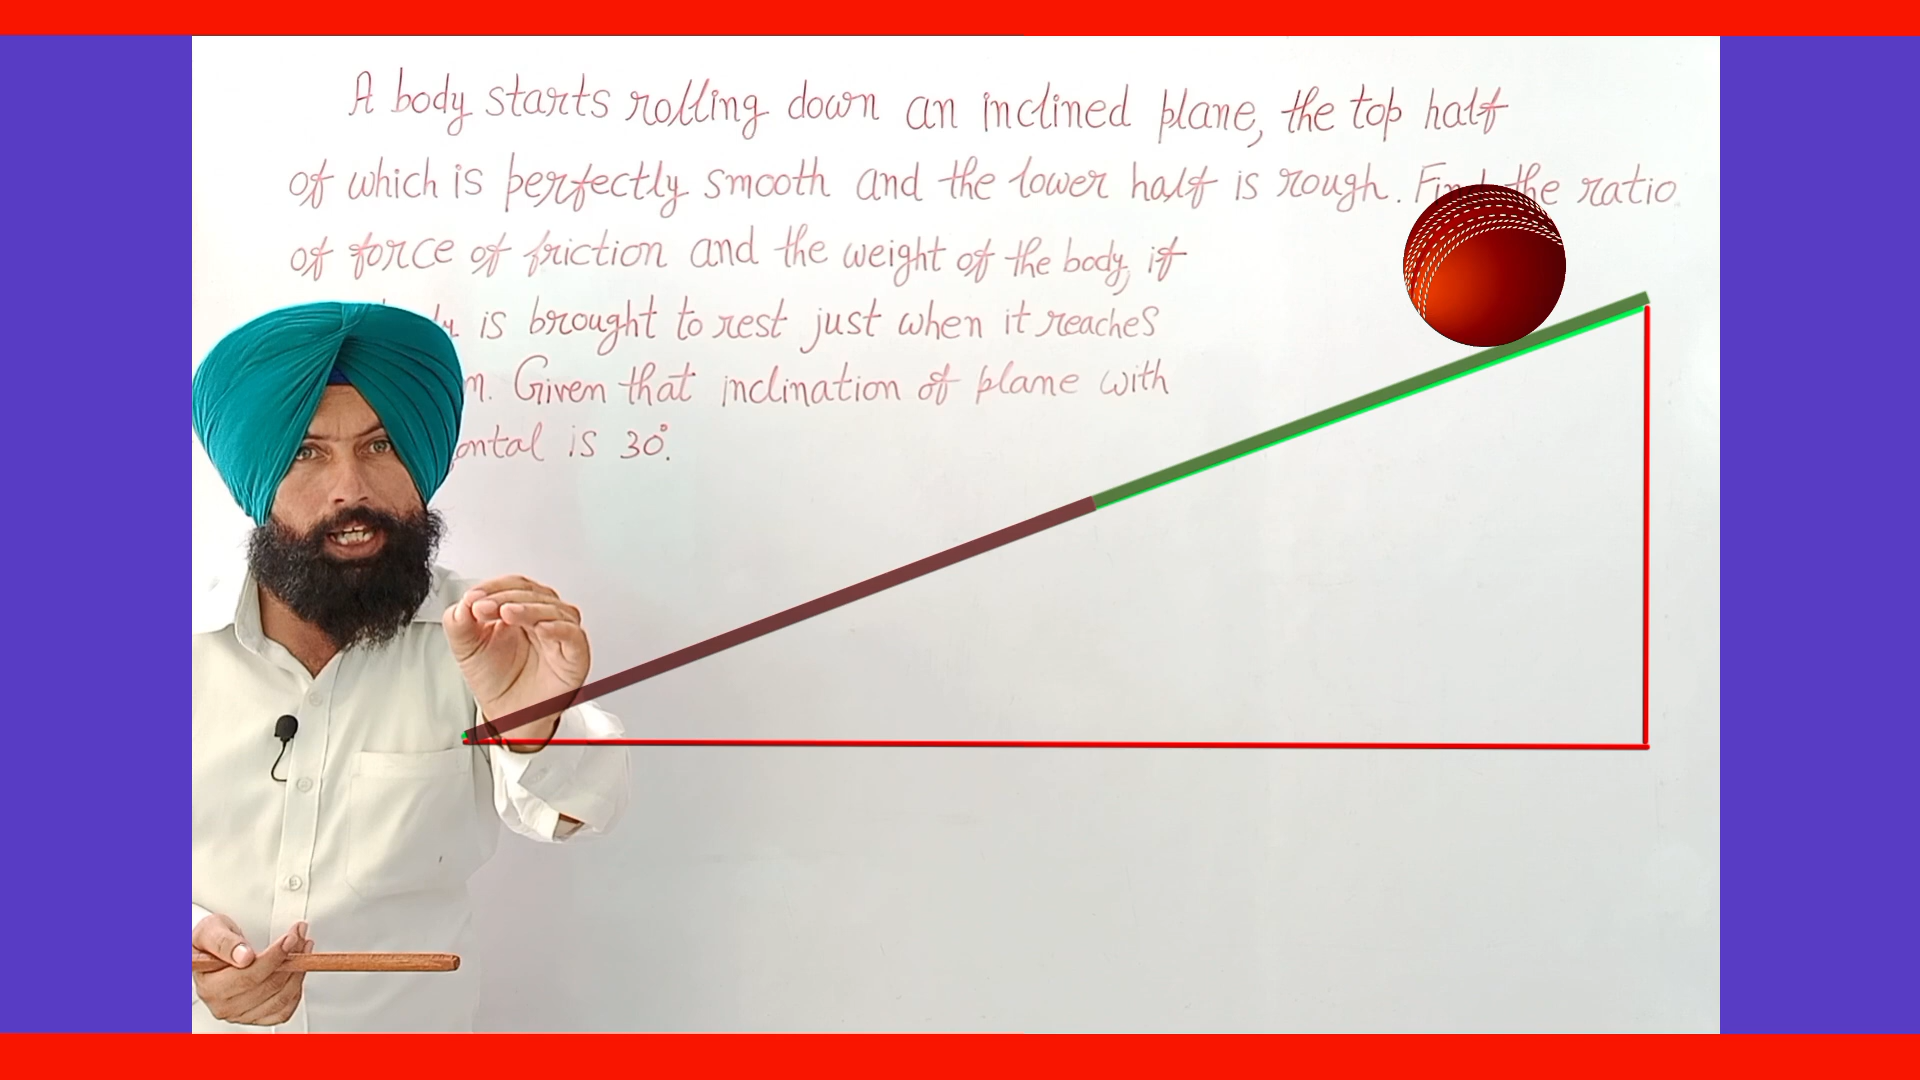 A body starts rolling down an inclined plane, the top half
of which is perfectly smooth and the lower half is rough. the ratio
of force of friction and the weight of the body, if
is brought to rest just when it reaches
Given that inclination of plane with
is 30°.